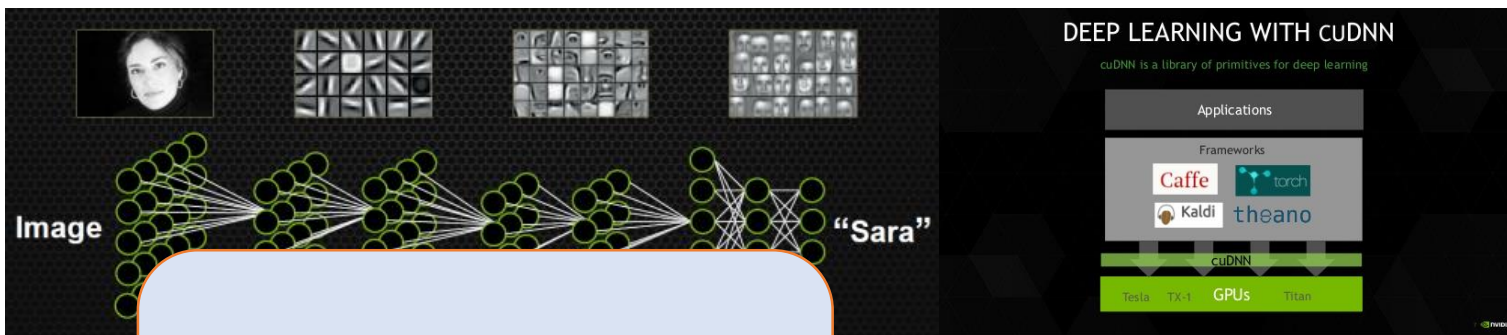 Image
“Sara”
DEEP LEARNING WITH CUDNN
cuDNN is a library of primitives for deep learning
Applications
Frameworks
Caffe
torch
Kaldi
theano
cuDNN
Tesla TX-1 GPUs Titan
NVIDIA